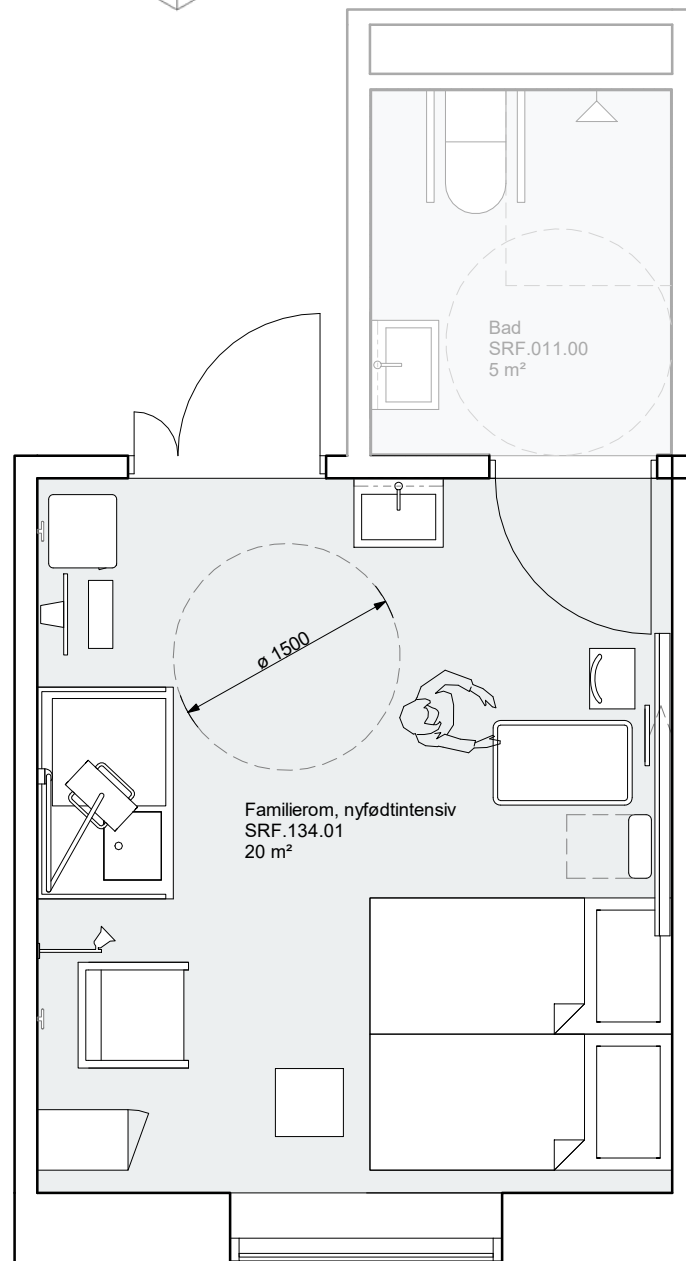 Bad
SRF.011.00
5 m²
ø 1500
Familierom, nyfødtintensiv
SRF.134.01
20 m²